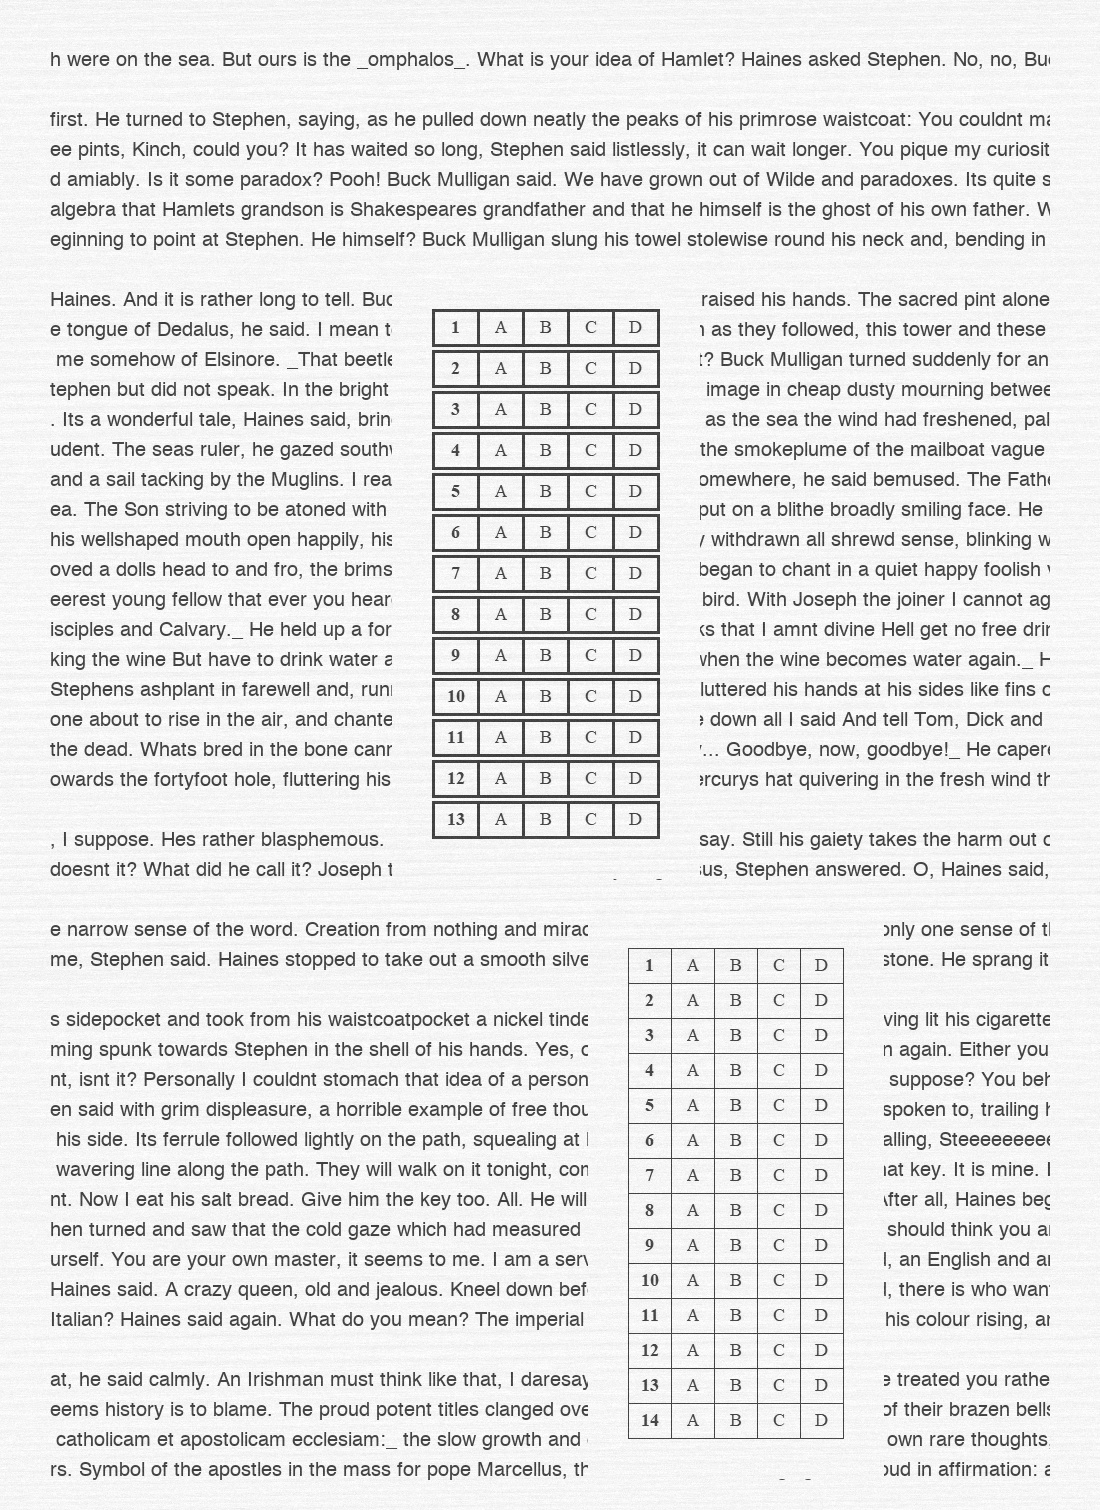 h were on the sea. But ours is the _omphalos_. What is your idea of Hamlet? Haines asked Stephen. No, no, Buc
first. He turned to Stephen, saying, as he pulled down neatly the peaks of his primrose waistcoat: You couldnt ma
ee pints, Kinch, could you? It has waited so long, Stephen said listlessly, it can wait longer. You pique my curiosit
d amiably. Is it some paradox? Pooh! Buck Mulligan said. We have grown out of Wilde and paradoxes. Its quite s
algebra that Hamlets grandson is Shakespeares grandfather and that he himself is the ghost of his own father. W
eginning to point at Stephen. He himself? Buck Mulligan slung his towel stolewise round his neck and, bending in
Haines. And it is rather long to tell. Buc
e tongue of Dedalus, he said. I mean t
me somehow of Elsinore. _That beetle
tephen but did not speak. In the bright
. Its a wonderful tale, Haines said, brin
udent. The seas ruler, he gazed southw
and a sail tacking by the Muglins. I rea
ea. The Son striving to be atoned with
his wellshaped mouth open happily, his
oved a dolls head to and fro, the brims
eerest young fellow that ever you hear
isciples and Calvary._ He held up a for
king the wine But have to drink water a
Stephens ashplant in farewell and, run
one about to rise in the air, and chante
the dead. Whats bred in the bone cann
owards the fortyfoot hole, fluttering his
, I suppose. Hes rather blasphemous.
doesnt it? What did he call it? Joseph t
1 A B C D
2 A B C D
3 A B C D
4 A B C D
5 A B C D
6 A B C D
7 A B C D
8 A B C D
9 A B C D
10 A B C D
11 A B C D
12 A B C D
13 A B C D
raised his hands. The sacred pint alone
as they followed, this tower and these
? Buck Mulligan turned suddenly for an
image in cheap dusty mourning betwee
as the sea the wind had freshened, pal
the smokeplume of the mailboat vague
omewhere, he said bemused. The Fathe
put on a blithe broadly smiling face. He
withdrawn all shrewd sense, blinking w
began to chant in a quiet happy foolish v
bird. With Joseph the joiner I cannot ag
ks that I amnt divine Hell get no free drin
when the wine becomes water again._ H
luttered his hands at his sides like fins o
down all I said And tell Tom, Dick and
... Goodbye, now, goodbye!_ He capere
ercurys hat quivering in the fresh wind th
say. Still his gaiety takes the harm out o
sus, Stephen answered. O, Haines said,
e narrow sense of the word. Creation from nothing and mirac
me, Stephen said. Haines stopped to take out a smooth silve
s sidepocket and took from his waistcoatpocket a nickel tinde
ming spunk towards Stephen in the shell of his hands. Yes, o
nt, isnt it? Personally I couldnt stomach that idea of a person
en said with grim displeasure, a horrible example of free thou
his side. Its ferrule followed lightly on the path, squealing at
wavering line along the path. They will walk on it tonight, com
nt. Now I eat his salt bread. Give him the key too. All. He will
hen turned and saw that the cold gaze which had measured
urself. You are your own master, it seems to me. I am a serv
Haines said. A crazy queen, old and jealous. Kneel down bef
Italian? Haines said again. What do you mean? The imperial
at, he said calmly. An Irishman must think like that, I daresay
eems history is to blame. The proud potent titles clanged ove
catholicam et apostolicam ecclesiam:_ the slow growth and
rs. Symbol of the apostles in the mass for pope Marcellus, th
1 A B C D
2 A B C D
3 A B C D
4 A B C D
5 A B C D
6 A B C D
7 A B C D
8 A B C D
9 A B C D
10 A B C D
11 A B C D
12 A B C D
13 A B C D
14 A B C D
only one sense of t
stone. He sprang it
ving lit his cigarette
n again. Either you
suppose? You beh
spoken to, trailing h
alling, Steeeeeeeee
hat key. It is mine. I
After all, Haines beg
should think you a
, an English and an
, there is who wan
his colour rising, an
e treated you rathe
of their brazen bells
own rare thoughts
oud in affirmation: a